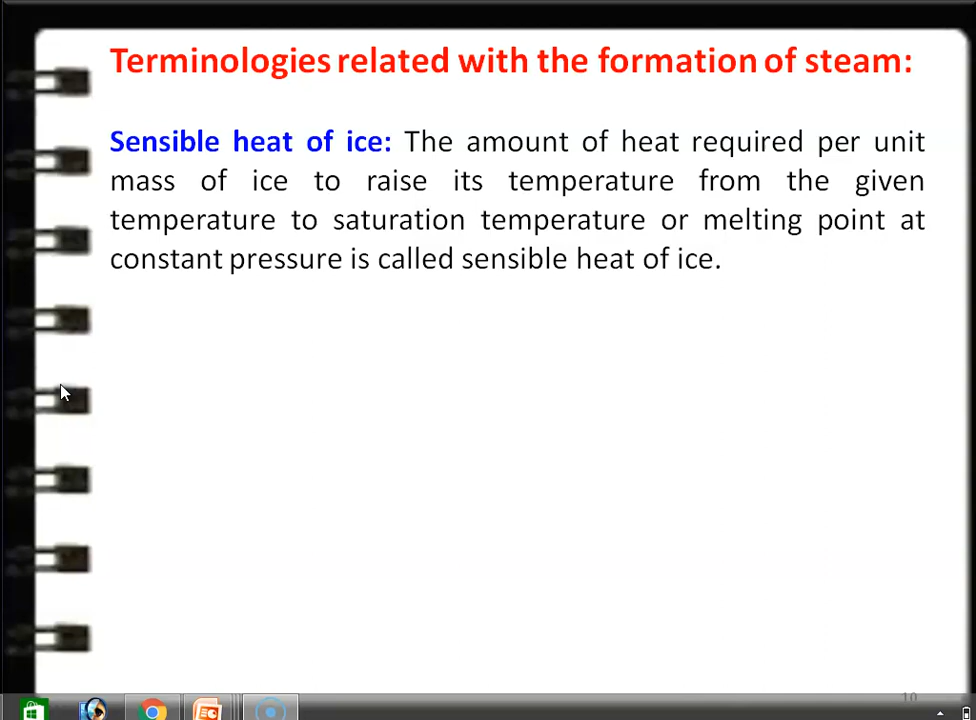 Terminologies related with the formation of steam:
Sensible heat of ice: The amount of heat required per unit
mass of ice to raise its temperature from the given
temperature to saturation temperature or melting point at
constant pressure is called sensible heat of ice.
10